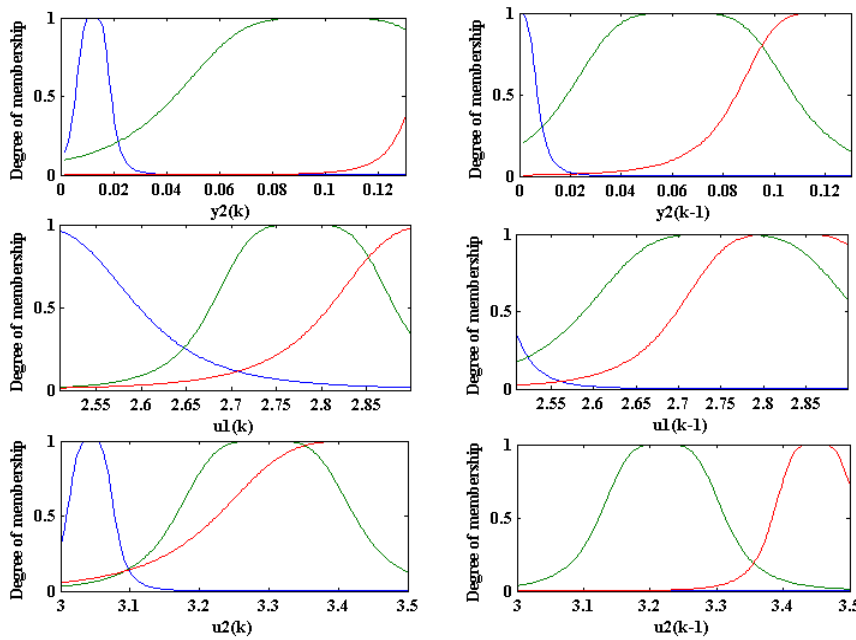 Degree of membership
1
0.5
0
0 0.02 0.04 0.06 0.08 0.1 0.12
y2(k)
Degree of membership
1
0.5
0
0 0.02 0.04 0.06 0.08 0.1 0.12
y2(k-1)
Degree of membership
1
0.5
0
2.55 2.6 2.65 2.7 2.75 2.8 2.85
u1(k)
Degree of membership
1
0.5
0
2.55 2.6 2.65 2.7 2.75 2.8 2.85
u1(k-1)
Degree of membership
1
0.5
0
3 3.1 3.2 3.3 3.4 3.5
u2(k)
Degree of membership
1
0.5
0
3 3.1 3.2 3.3 3.4 3.5
u2(k-1)